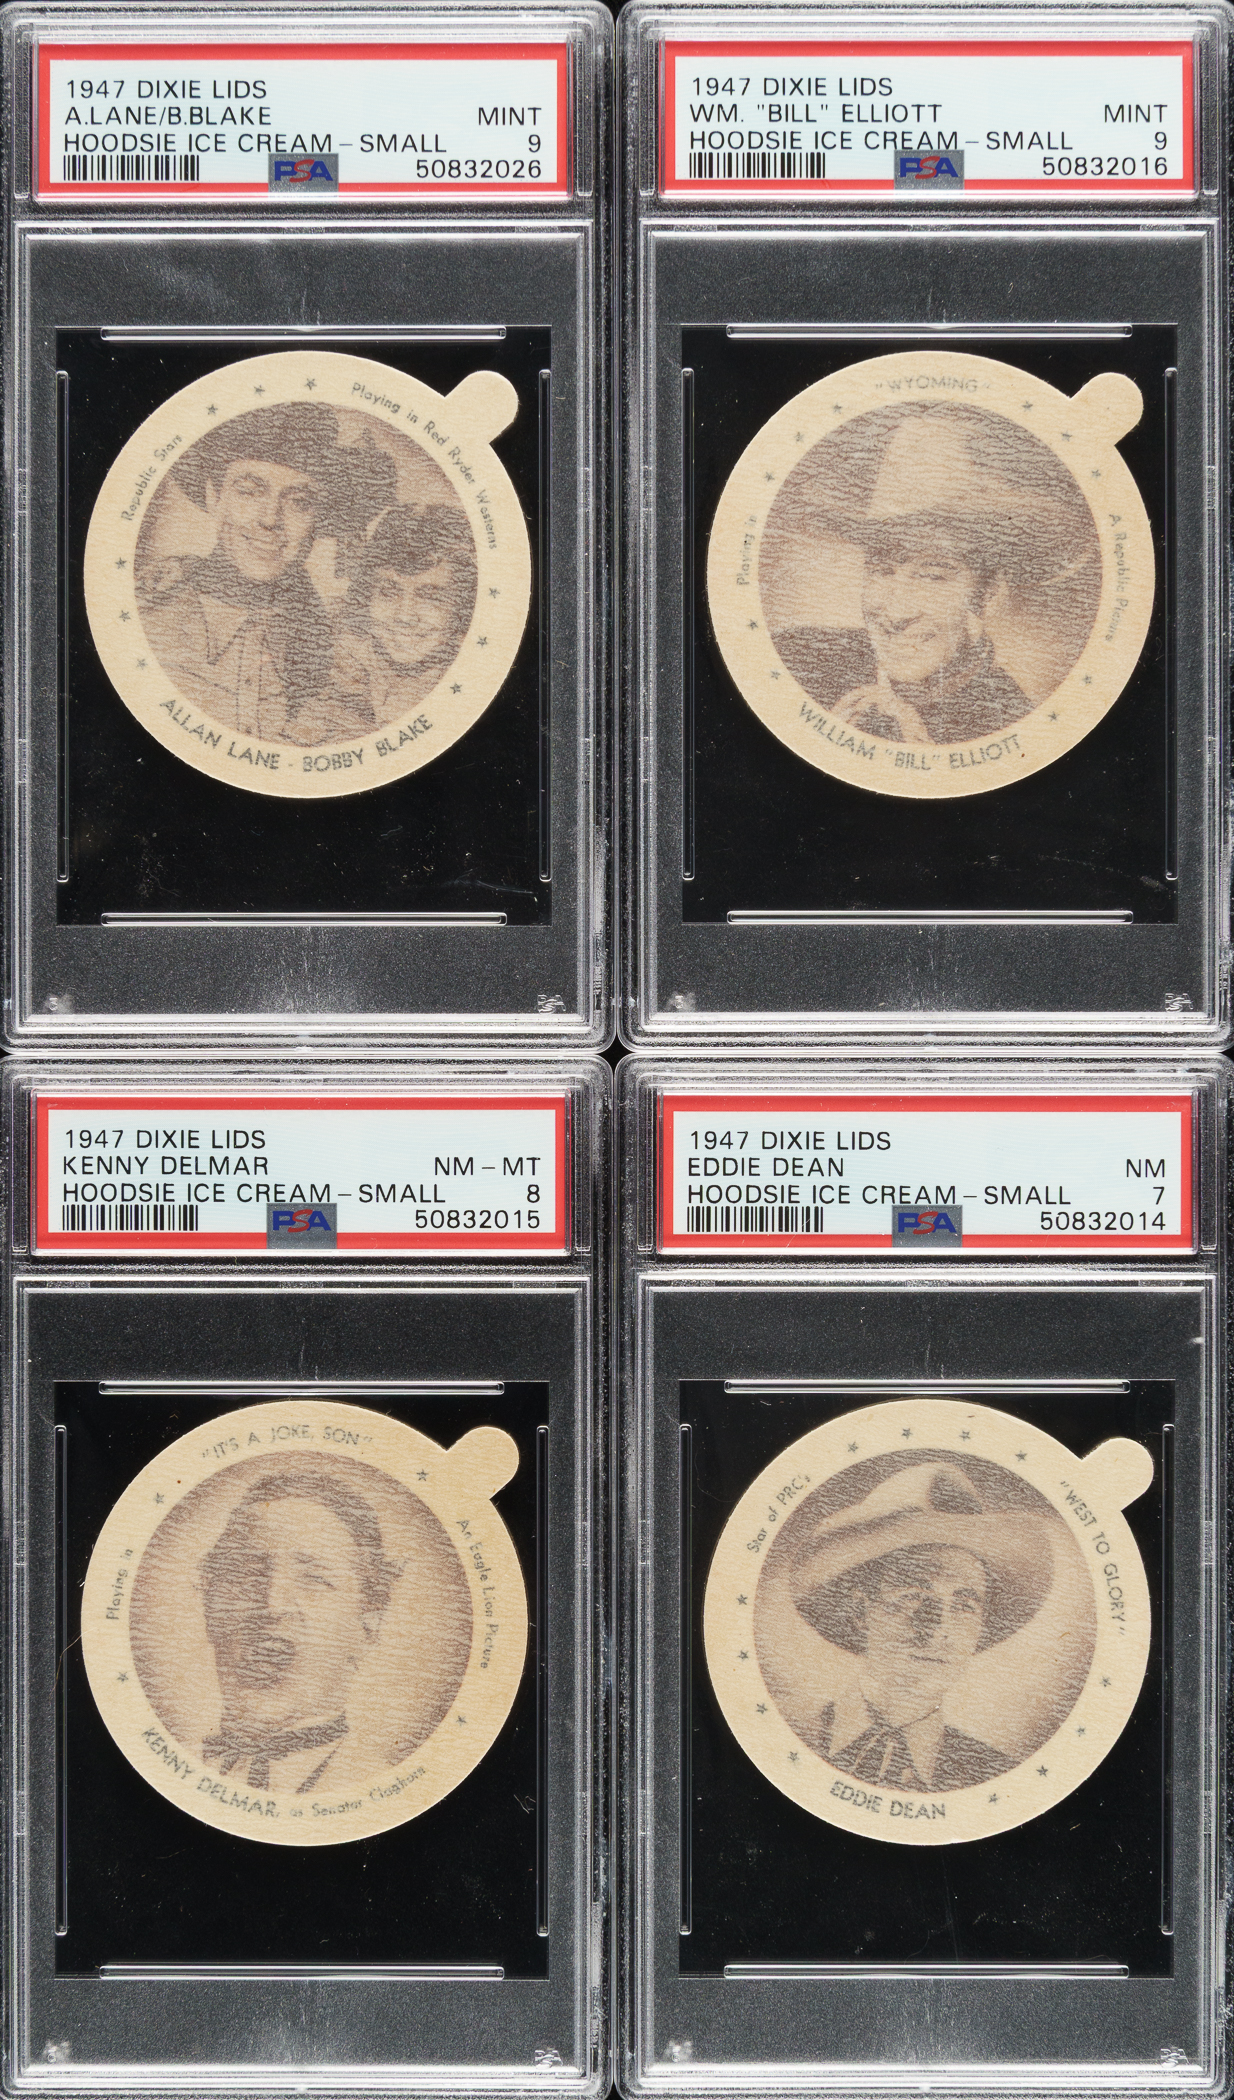 1947 DIXIE LIDS
A.LANE/B.BLAKE MINT
HOODSIE ICE CREAM-SMALL 9
PSA 50832026
Republic Stars
Playing in Red Ryder Westerns
ALLAN LANE - BOBBY BLAKE
1947 DIXIE LIDS
WM. "BILL" ELLIOTT MINT
HOODSIE ICE CREAM-SMALL 9
PSA 50832016
"WYOMING"
Playing in
A Republic Picture
WILLIAM "BILL" ELLIOTT
1947 DIXIE LIDS
KENNY DELMAR NM-MT
HOODSIE ICE CREAM-SMALL 8
PSA 50832015
"IT'S A JOKE, SON"
Playing in
An Eagle Lion Picture
KENNY DELMAR, as Senator Claghorn
1947 DIXIE LIDS
EDDIE DEAN NM
HOODSIE ICE CREAM-SMALL 7
PSA 50832014
Star of PRC's
"WEST TO GLORY"
EDDIE DEAN